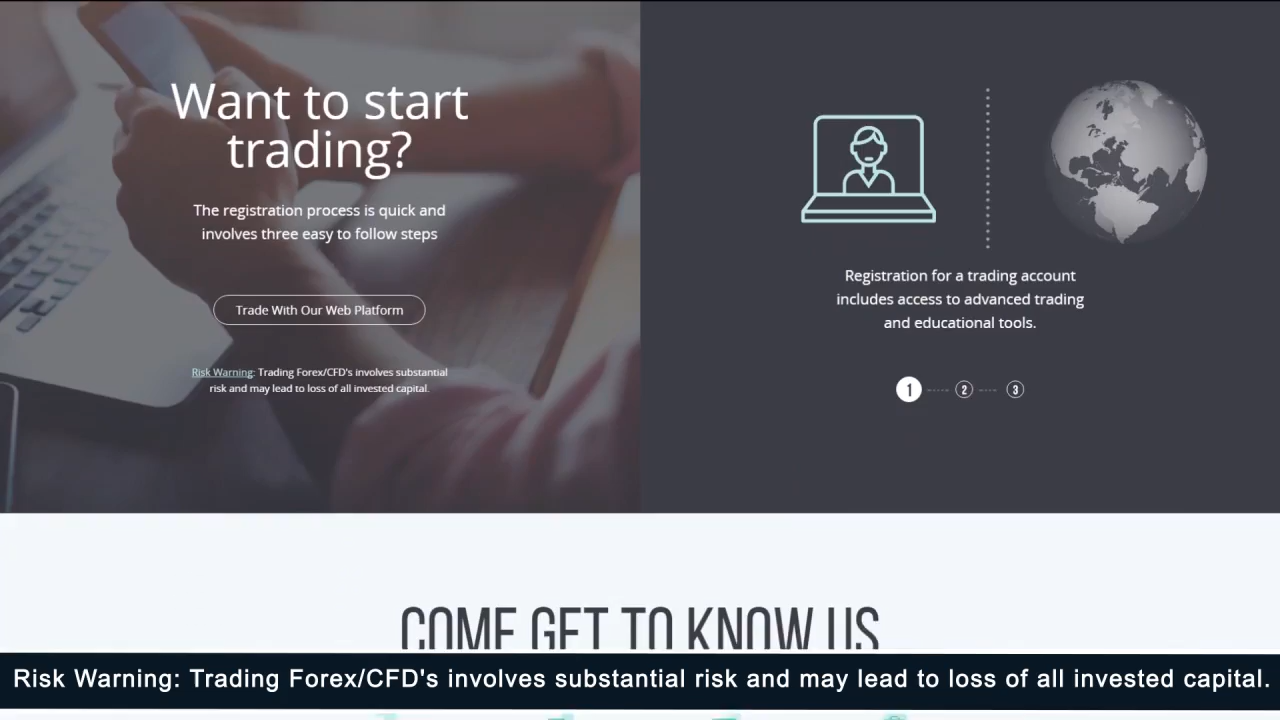 Want to start
trading?
The registration process is quick and
involves three easy to follow steps
Trade With Our Web Platform
Risk Warning: Trading Forex/CFD's involves substantial
risk and may lead to loss of all invested capital.
Registration for a trading account
includes access to advanced trading
and educational tools.
1 2 3
COME GET TO KNOW US
Risk Warning: Trading Forex/CFD's involves substantial risk and may lead to loss of all invested capital.